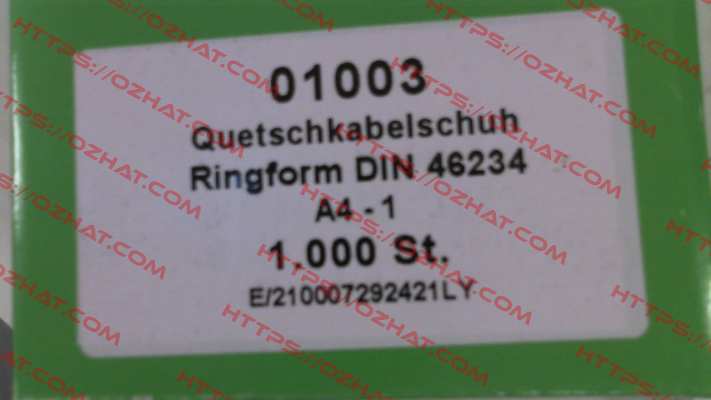 01003
Quetschkabelschuh
Ringform DIN 46234
A4 - 1
1.000 St.
E/210007292421LY
HTTPS://OZHAT.COM